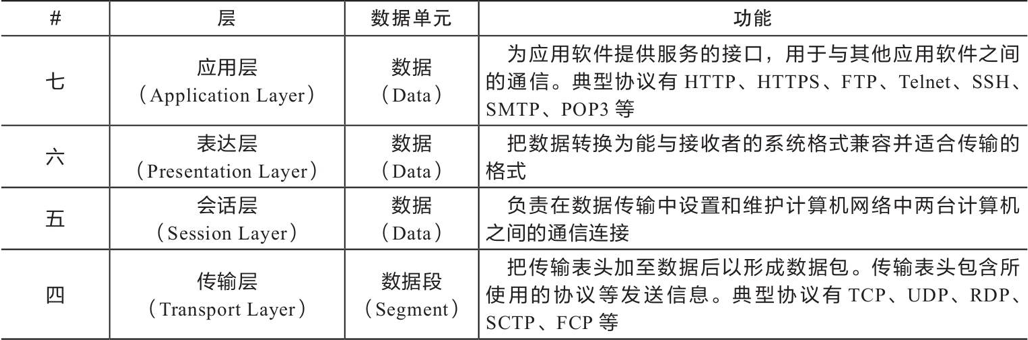 # 层 数据单元 功能
七 应用层 (Application Layer) 数据 (Data) 为应用软件提供服务的接口，用于与其他应用软件之间
的通信。典型协议有 HTTP、HTTPS、FTP、Telnet、SSH、
SMTP、POP3 等
六 表达层 (Presentation Layer) 数据 (Data) 把数据转换为能与接收者的系统格式兼容并适合传输的
格式
五 会话层 (Session Layer) 数据 (Data) 负责在数据传输中设置和维护计算机网络中两台计算机
之间的通信连接
四 传输层 (Transport Layer) 数据段 (Segment) 把传输表头加至数据后以形成数据包。传输表头包含所
使用的协议等发送信息。典型协议有 TCP、UDP、RDP、
SCTP、FCP 等